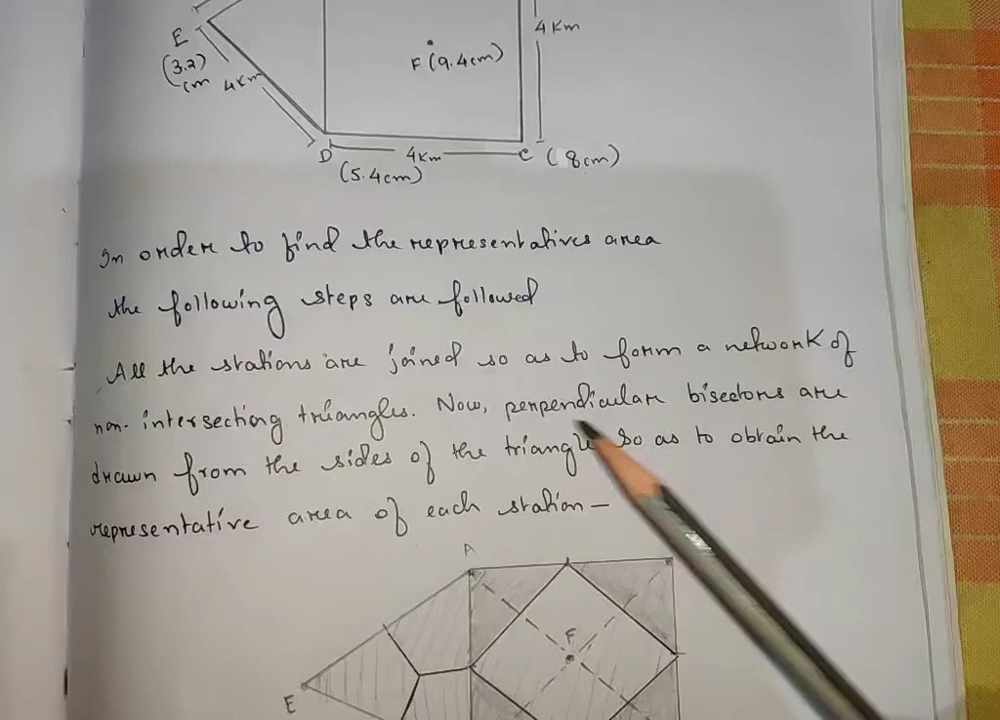 E
(3.2)
cm
4Km
4Km
F (9.4cm)
D
4Km
C (8cm)
(5.4cm)
In order to find the representatives area
the following steps are followed
All the stations are joined so as to form a network of
non-intersecting triangles. Now, perpendicular bisectors are
drawn from the sides of the triangle so as to obtain the
representative area of each station-
A
F
E